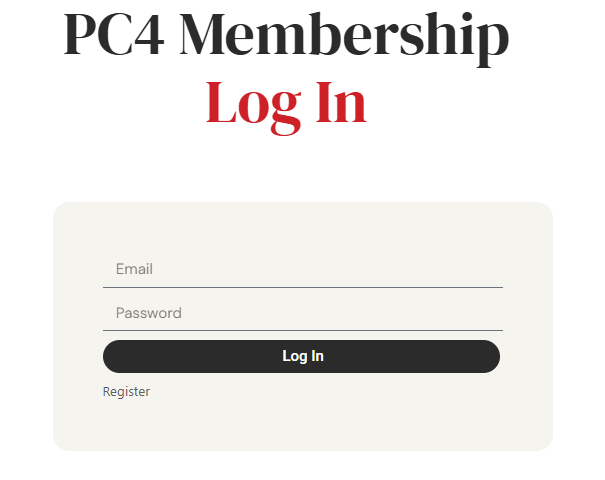 PC4 Membership
Log In
Email
Password
Log In
Register